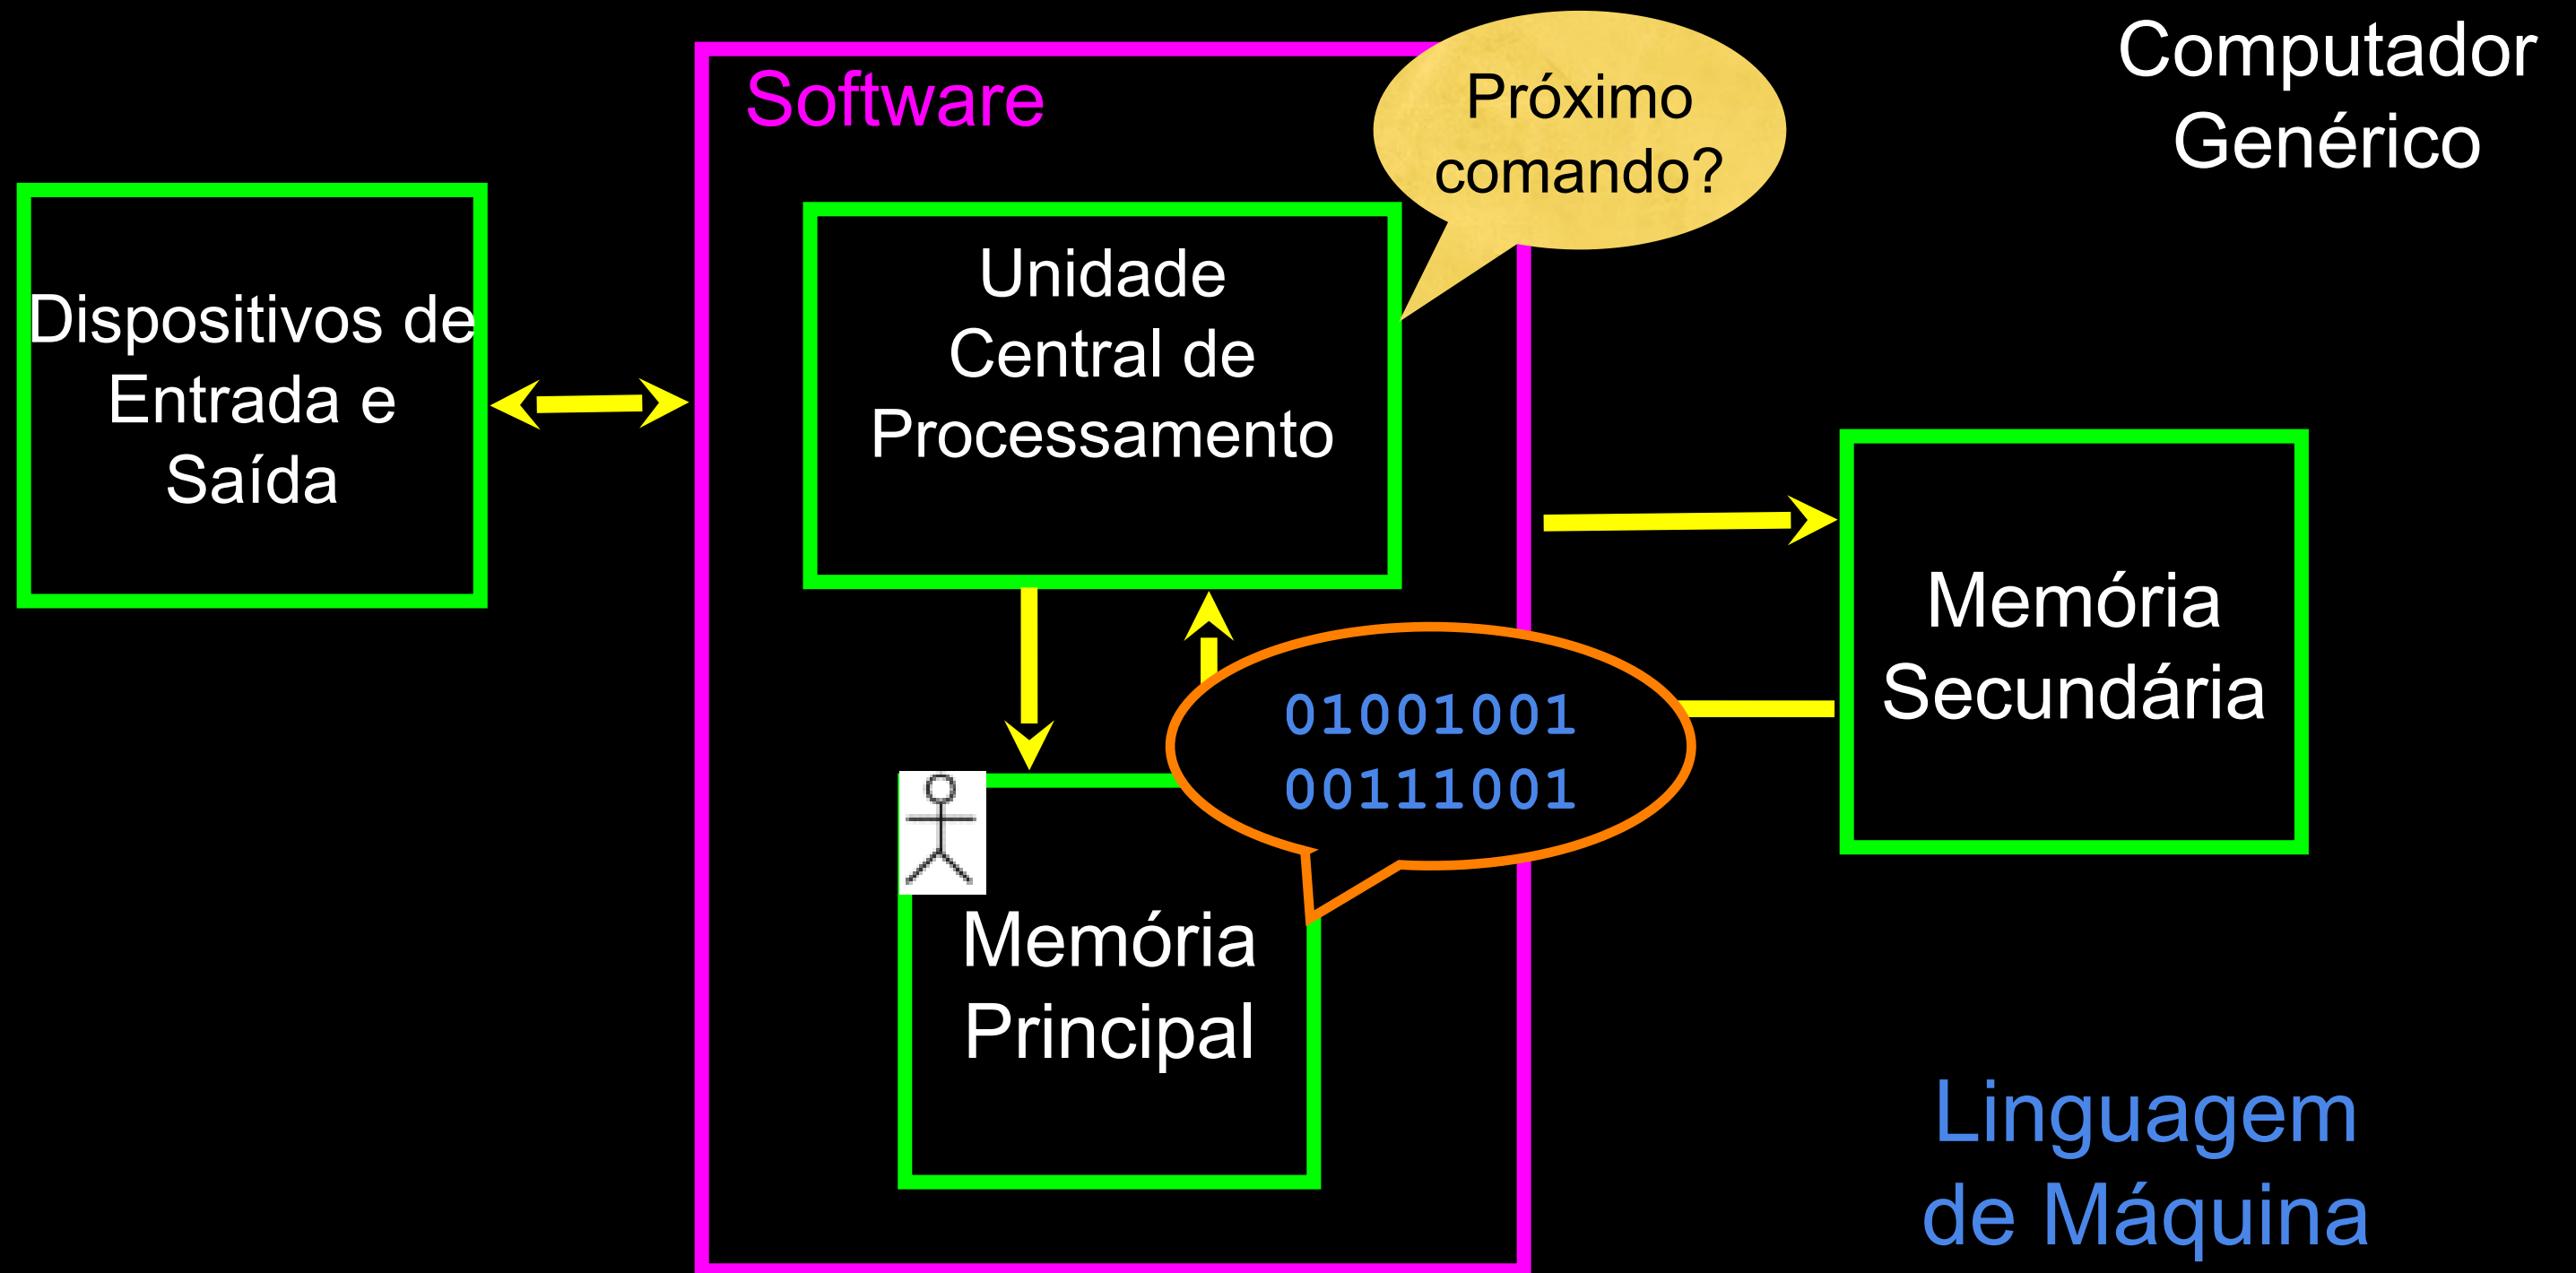 Computador
Genérico
Software
Próximo
comando?
Dispositivos de
Entrada e
Saída
Unidade
Central de
Processamento
Memória
Secundária
01001001
00111001
Memória
Principal
Linguagem
de Máquina